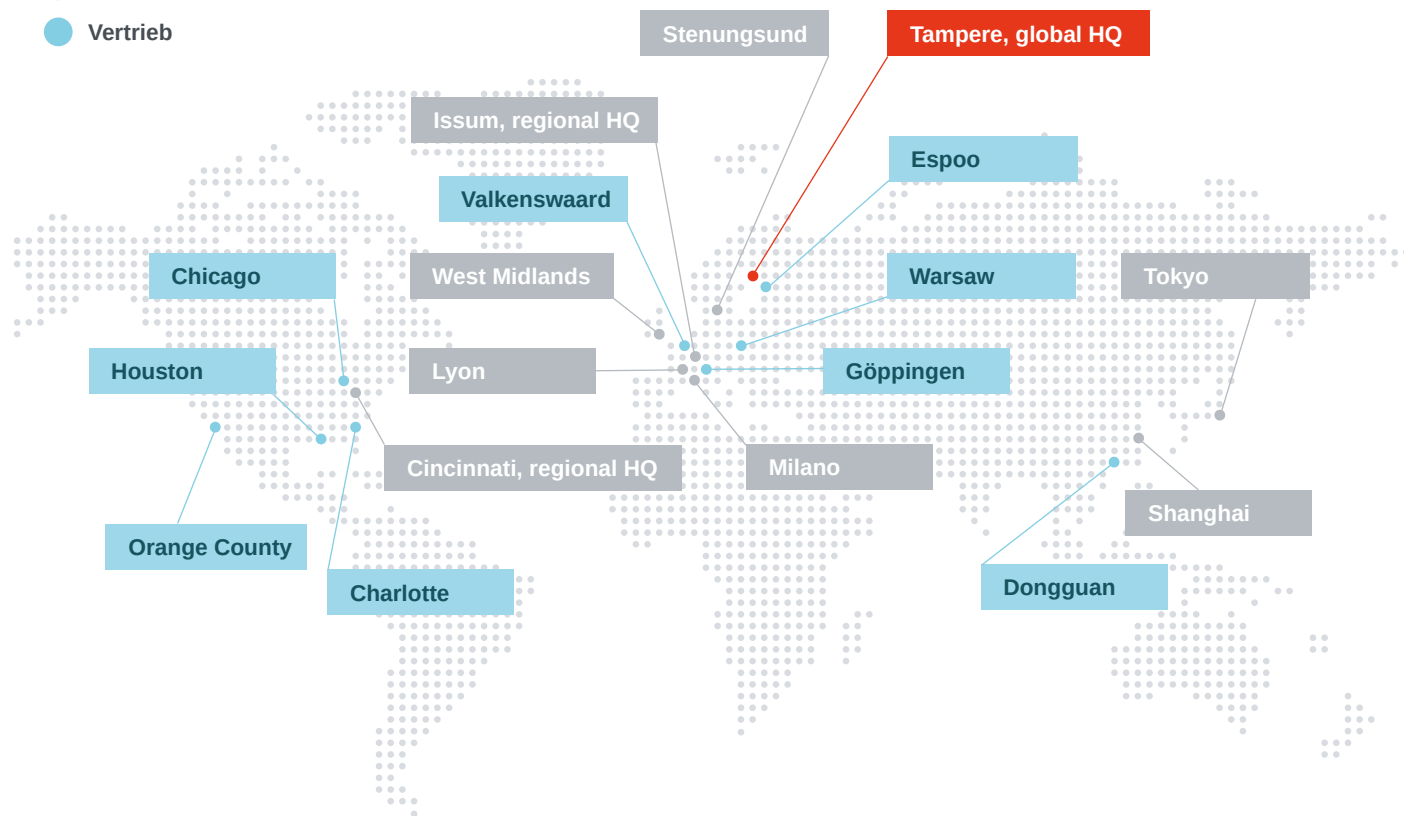 Vertrieb
Stenungsund
Tampere, global HQ
Issum, regional HQ
Espoo
Valkenswaard
Chicago
West Midlands
Warsaw
Tokyo
Houston
Lyon
Göppingen
Cincinnati, regional HQ
Milano
Shanghai
Orange County
Charlotte
Dongguan